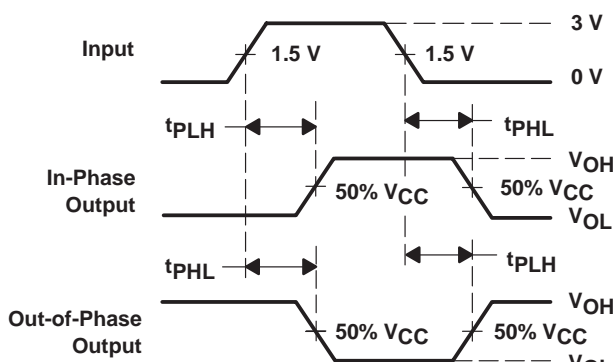 3 V
Input
1.5 V
1.5 V
0 V
tPLH
tPHL
VOH
In-Phase
Output
50% VCC
50% VCC
VOL
tPHL
tPLH
VOH
Out-of-Phase
Output
50% VCC
50% VCC